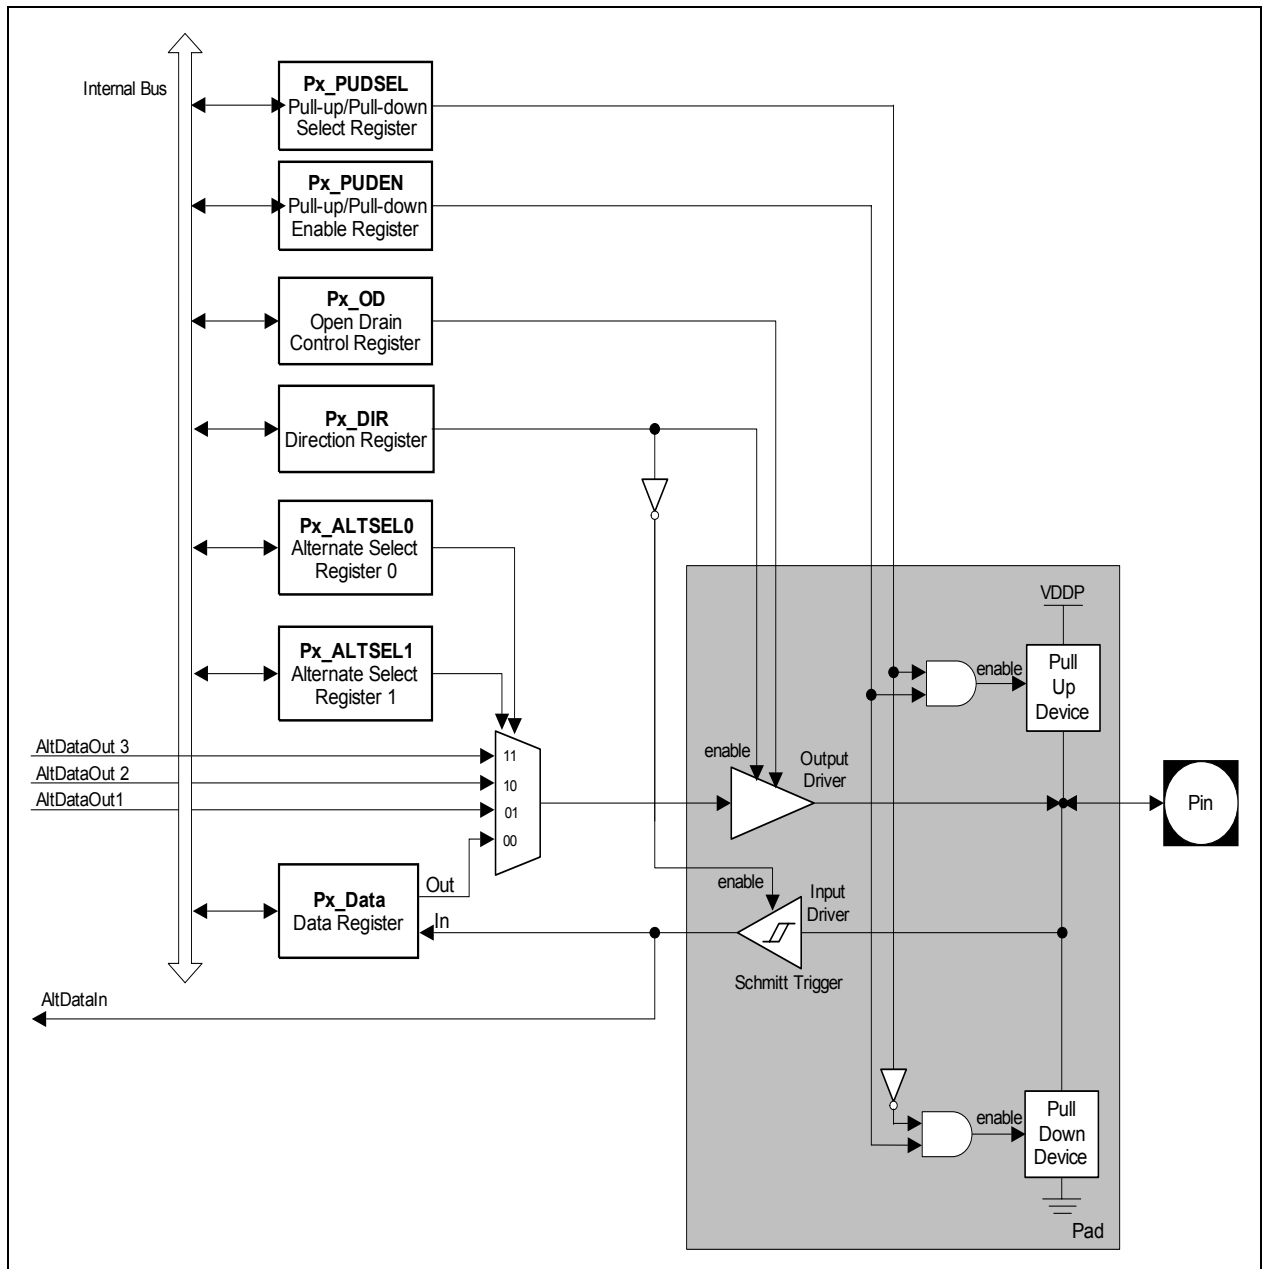 Internal Bus
Px_PUDSEL
Pull-up/Pull-down
Select Register
Px_PUDEN
Pull-up/Pull-down
Enable Register
Px_OD
Open Drain
Control Register
Px_DIR
Direction Register
Px_ALTSEL0
Alternate Select
Register 0
Px_ALTSEL1
Alternate Select
Register 1
AltDataOut 3
AltDataOut 2
AltDataOut1
11
10
01
00
Px_Data
Data Register
Out
In
AltDataIn
enable
Output
Driver
enable
Input
Driver
Schmitt Trigger
VDDP
enable
Pull
Up
Device
Pin
enable
Pull
Down
Device
Pad